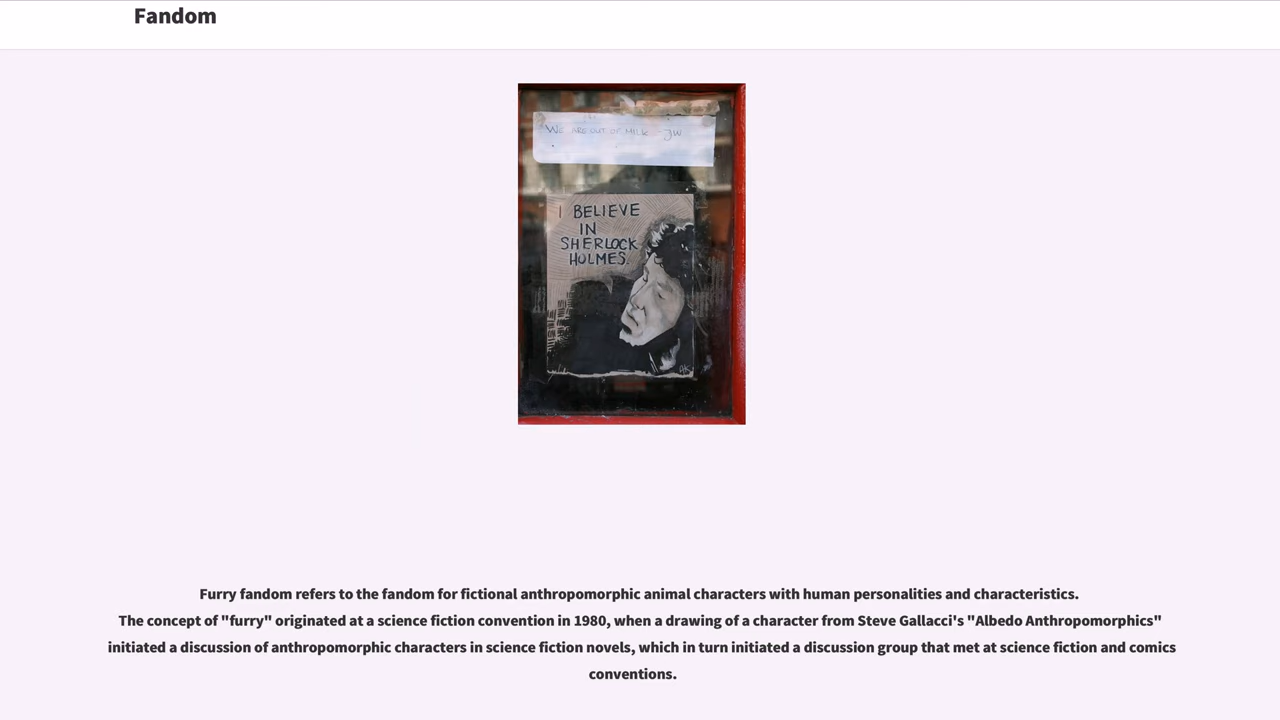 Fandom
WE ARE OUT OF MILK -JW
I BELIEVE
IN
SHERLOCK
HOLMES.
Furry fandom refers to the fandom for fictional anthropomorphic animal characters with human personalities and characteristics.
The concept of "furry" originated at a science fiction convention in 1980, when a drawing of a character from Steve Gallacci's "Albedo Anthropomorphics"
initiated a discussion of anthropomorphic characters in science fiction novels, which in turn initiated a discussion group that met at science fiction and comics
conventions.